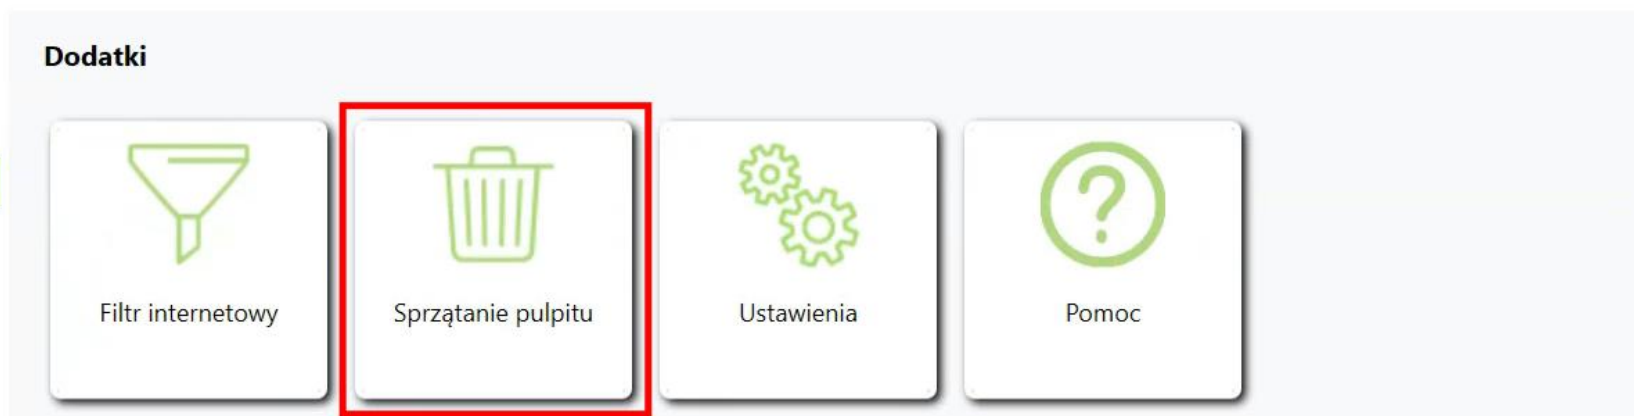 Dodatki
Filtr internetowy
Sprzątanie pulpitu
Ustawienia
Pomoc